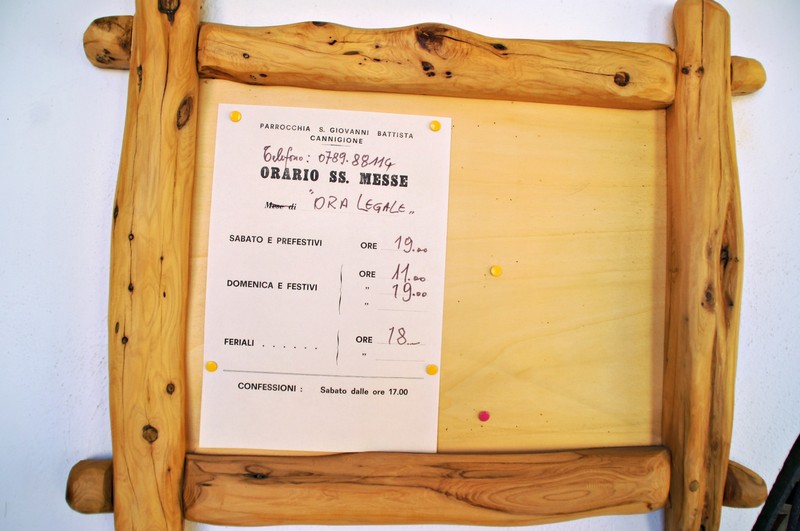 PARROCCHIA S. GIOVANNI BATTISTA
CANNIGIONE
Telefono: 0789.88114
ORARIO SS. MESSE
Mese di "ORA LEGALE"
SABATO E PREFESTIVI ORE 19.00
DOMENICA E FESTIVI ORE 11.00
" 19.00
"
FERIALI . . . . . . ORE 18_
"
CONFESSIONI : Sabato dalle ore 17.00